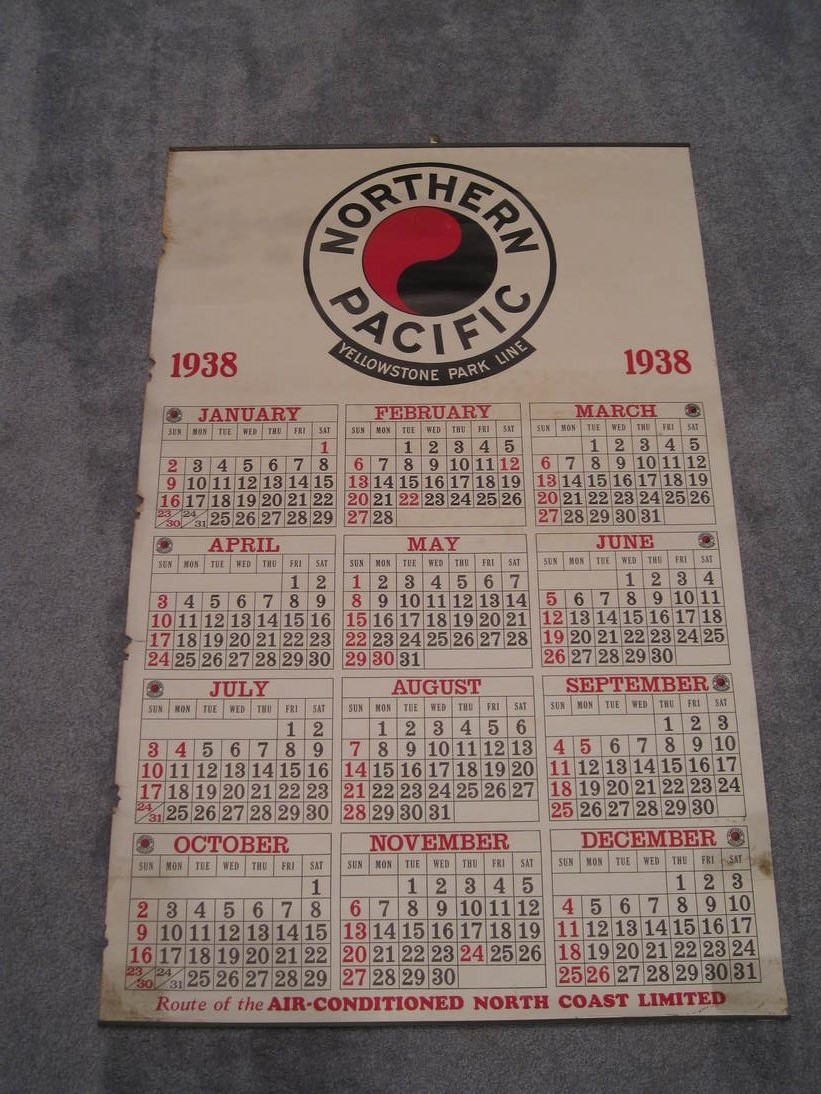 NORTHERN
PACIFIC
YELLOWSTONE PARK LINE
1938 1938
JANUARY
SUN MON TUE WED THU FRI SAT
1
2 3 4 5 6 7 8
9 10 11 12 13 14 15
16 17 18 19 20 21 22
23/30 24/31 25 26 27 28 29
FEBRUARY
SUN MON TUE WED THU FRI SAT
1 2 3 4 5
6 7 8 9 10 11 12
13 14 15 16 17 18 19
20 21 22 23 24 25 26
27 28
MARCH
SUN MON TUE WED THU FRI SAT
1 2 3 4 5
6 7 8 9 10 11 12
13 14 15 16 17 18 19
20 21 22 23 24 25 26
27 28 29 30 31
APRIL
SUN MON TUE WED THU FRI SAT
1 2
3 4 5 6 7 8 9
10 11 12 13 14 15 16
17 18 19 20 21 22 23
24 25 26 27 28 29 30
MAY
SUN MON TUE WED THU FRI SAT
1 2 3 4 5 6 7
8 9 10 11 12 13 14
15 16 17 18 19 20 21
22 23 24 25 26 27 28
29 30 31
JUNE
SUN MON TUE WED THU FRI SAT
1 2 3 4
5 6 7 8 9 10 11
12 13 14 15 16 17 18
19 20 21 22 23 24 25
26 27 28 29 30
JULY
SUN MON TUE WED THU FRI SAT
1 2
3 4 5 6 7 8 9
10 11 12 13 14 15 16
17 18 19 20 21 22 23
24/31 25 26 27 28 29 30
AUGUST
SUN MON TUE WED THU FRI SAT
1 2 3 4 5 6
7 8 9 10 11 12 13
14 15 16 17 18 19 20
21 22 23 24 25 26 27
28 29 30 31
SEPTEMBER
SUN MON TUE WED THU FRI SAT
1 2 3
4 5 6 7 8 9 10
11 12 13 14 15 16 17
18 19 20 21 22 23 24
25 26 27 28 29 30
OCTOBER
SUN MON TUE WED THU FRI SAT
1
2 3 4 5 6 7 8
9 10 11 12 13 14 15
16 17 18 19 20 21 22
23/30 24/31 25 26 27 28 29
NOVEMBER
SUN MON TUE WED THU FRI SAT
1 2 3 4 5
6 7 8 9 10 11 12
13 14 15 16 17 18 19
20 21 22 23 24 25 26
27 28 29 30
DECEMBER
SUN MON TUE WED THU FRI SAT
1 2 3
4 5 6 7 8 9 10
11 12 13 14 15 16 17
18 19 20 21 22 23 24
25 26 27 28 29 30 31
Route of the AIR-CONDITIONED NORTH COAST LIMITED